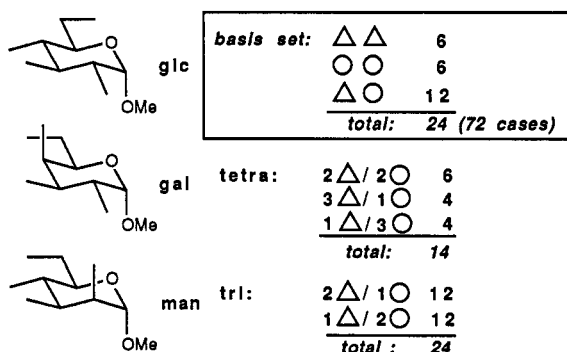 O
glc
OMe
O
gal
OMe
O
man
OMe
basis set: △ △ 6
○ ○ 6
△ ○ 12
total: 24 (72 cases)
tetra: 2△/ 2○ 6
3△/ 1○ 4
1△/ 3○ 4
total: 14
tri: 2△/ 1○ 12
1△/ 2○ 12
total : 24